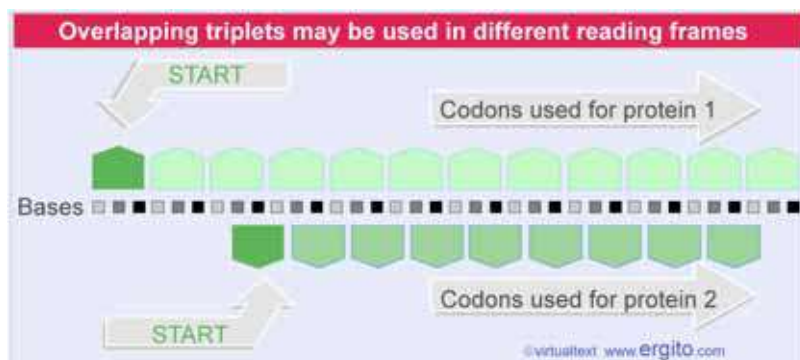 Overlapping triplets may be used in different reading frames
START
Codons used for protein 1
Bases
Codons used for protein 2
START
©virtualtext www.ergito.com